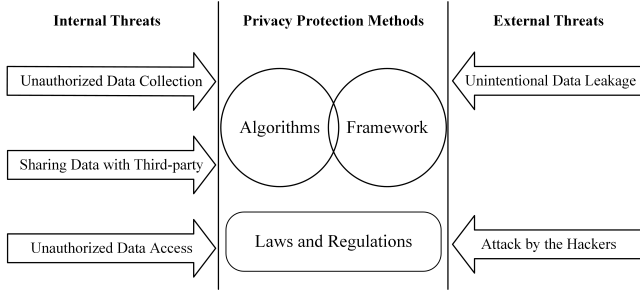 Internal Threats
Privacy Protection Methods
External Threats
Unauthorized Data Collection
Unintentional Data Leakage
Algorithms
Framework
Sharing Data with Third-party
Laws and Regulations
Unauthorized Data Access
Attack by the Hackers